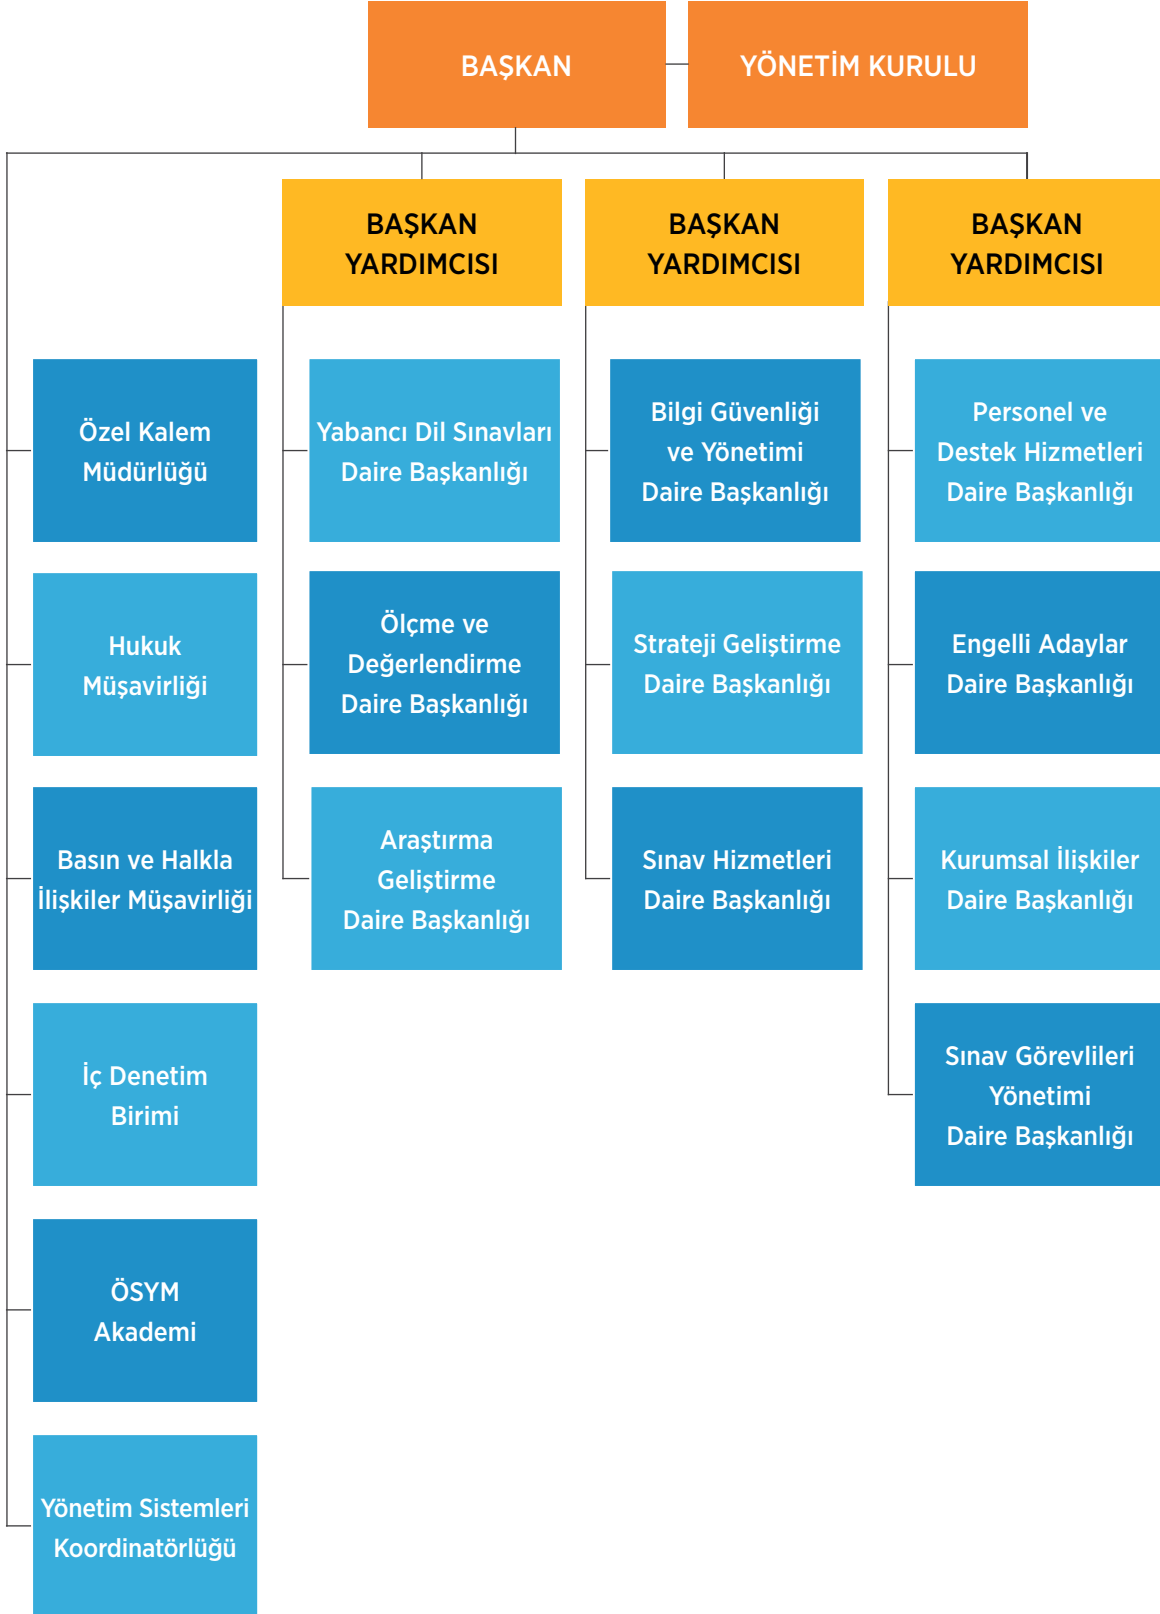 BAŞKAN
YÖNETİM KURULU
BAŞKAN
YARDIMCISI
BAŞKAN
YARDIMCISI
BAŞKAN
YARDIMCISI
Özel Kalem
Müdürlüğü
Hukuk
Müşavirliği
Basın ve Halkla
İlişkiler Müşavirliği
İç Denetim
Birimi
ÖSYM
Akademi
Yönetim Sistemleri
Koordinatörlüğü
Yabancı Dil Sınavları
Daire Başkanlığı
Ölçme ve
Değerlendirme
Daire Başkanlığı
Araştırma
Geliştirme
Daire Başkanlığı
Bilgi Güvenliği
ve Yönetimi
Daire Başkanlığı
Strateji Geliştirme
Daire Başkanlığı
Sınav Hizmetleri
Daire Başkanlığı
Personel ve
Destek Hizmetleri
Daire Başkanlığı
Engelli Adaylar
Daire Başkanlığı
Kurumsal İlişkiler
Daire Başkanlığı
Sınav Görevlileri
Yönetimi
Daire Başkanlığı